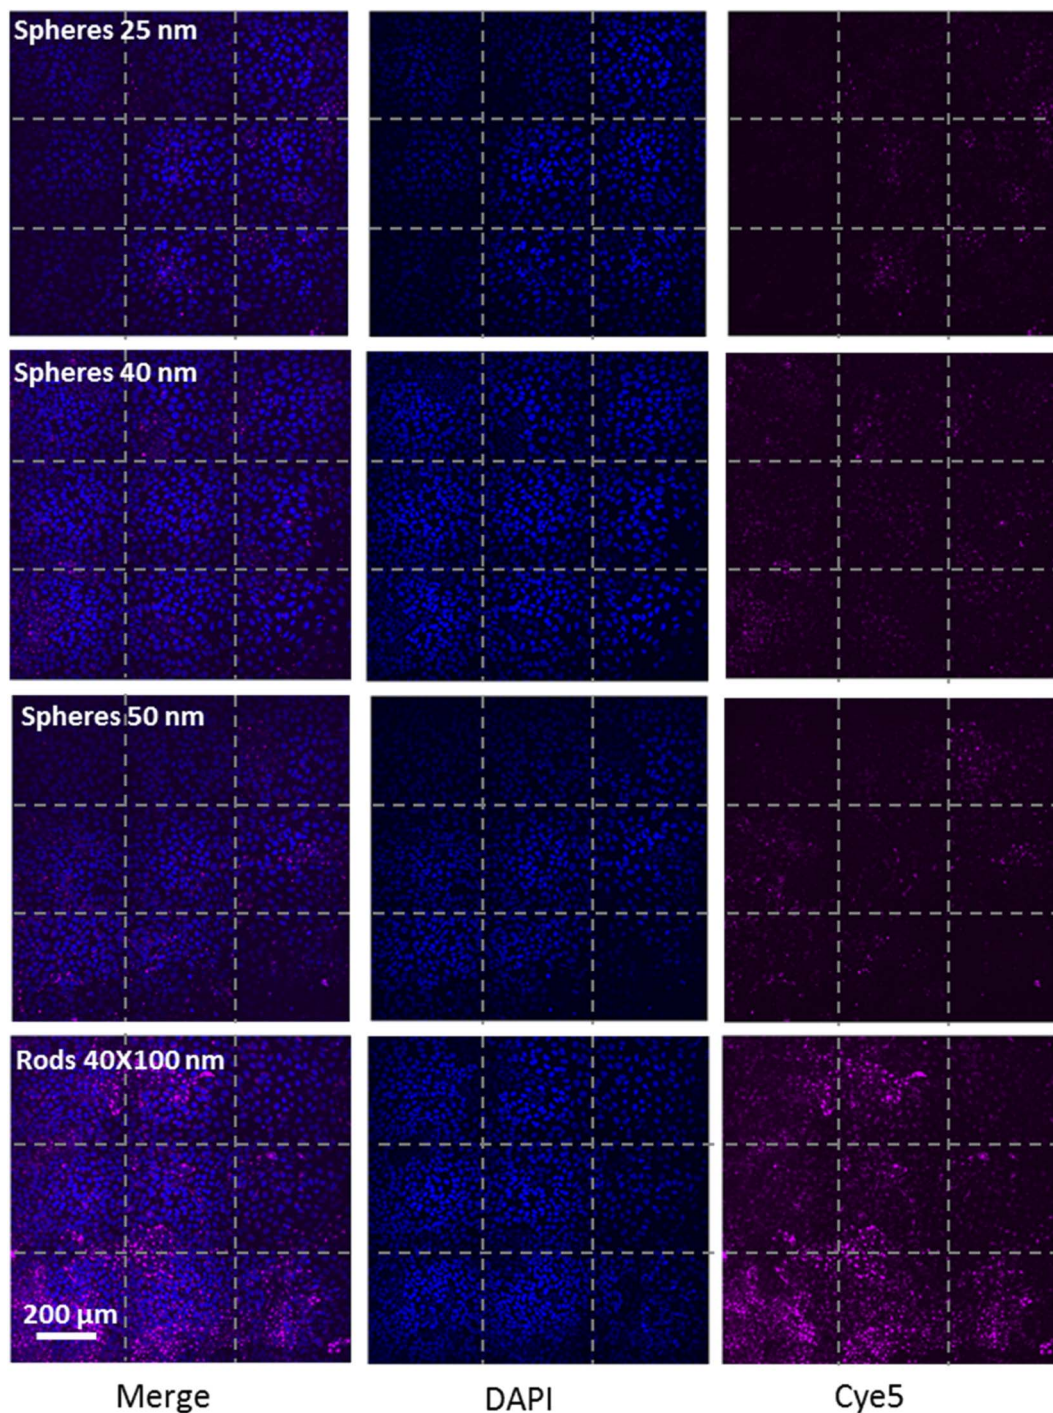 Spheres 25 nm
Spheres 40 nm
Spheres 50 nm
Rods 40X100 nm
200 μm
Merge DAPI Cye5